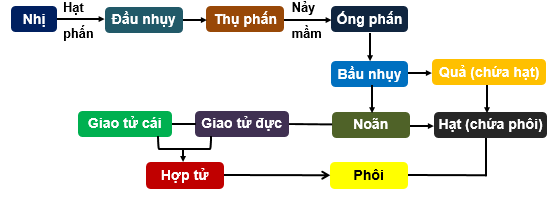 Nhị
Hạt
phấn
Đầu nhụy
Thụ phấn
Nảy
mầm
Ống phấn
Bầu nhụy
Quả (chứa hạt)
Giao tử cái
Giao tử đực
Noãn
Hạt (chứa phôi)
Hợp tử
Phôi